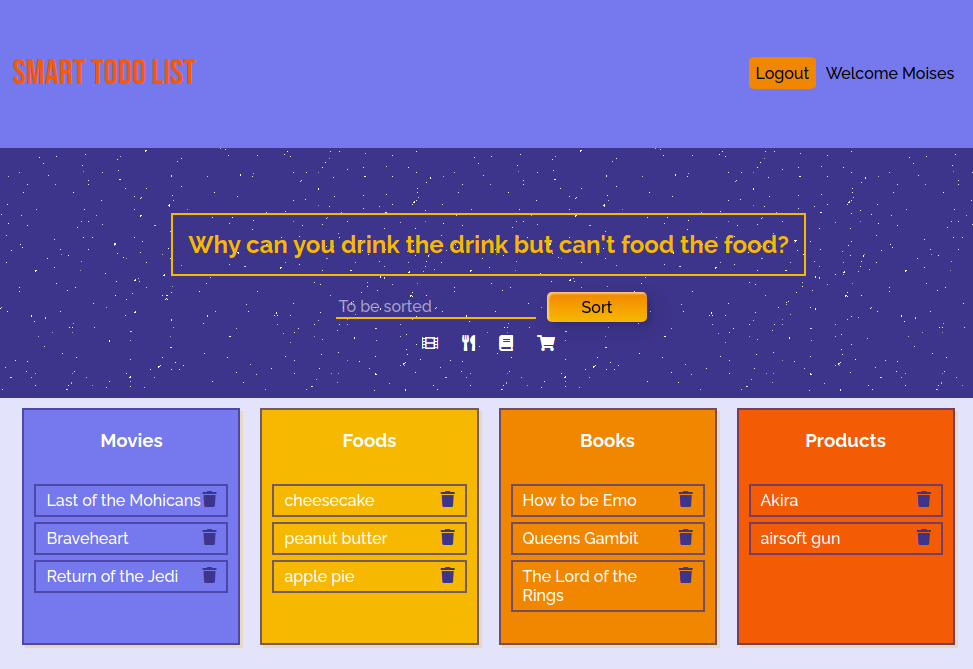 SMART TODO LIST
Logout
Welcome Moises
Why can you drink the drink but can't food the food?
To be sorted
Sort
Movies
Last of the Mohicans
Braveheart
Return of the Jedi
Foods
cheesecake
peanut butter
apple pie
Books
How to be Emo
Queens Gambit
The Lord of the
Rings
Products
Akira
airsoft gun